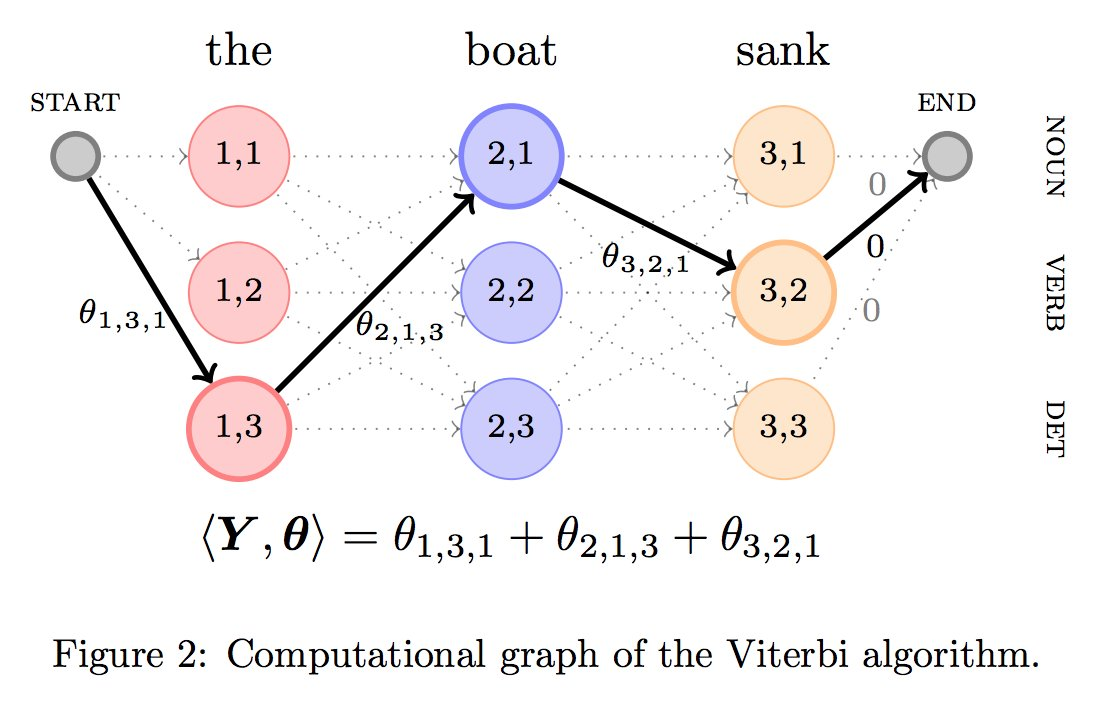 the boat sank
START END
NOUN
1,1 2,1 3,1
0
θ3,2,1
0
VERB
1,2 2,2 3,2
θ1,3,1
θ2,1,3
0
DET
1,3 2,3 3,3
⟨Y, θ⟩ = θ1,3,1 + θ2,1,3 + θ3,2,1
Figure 2: Computational graph of the Viterbi algorithm.